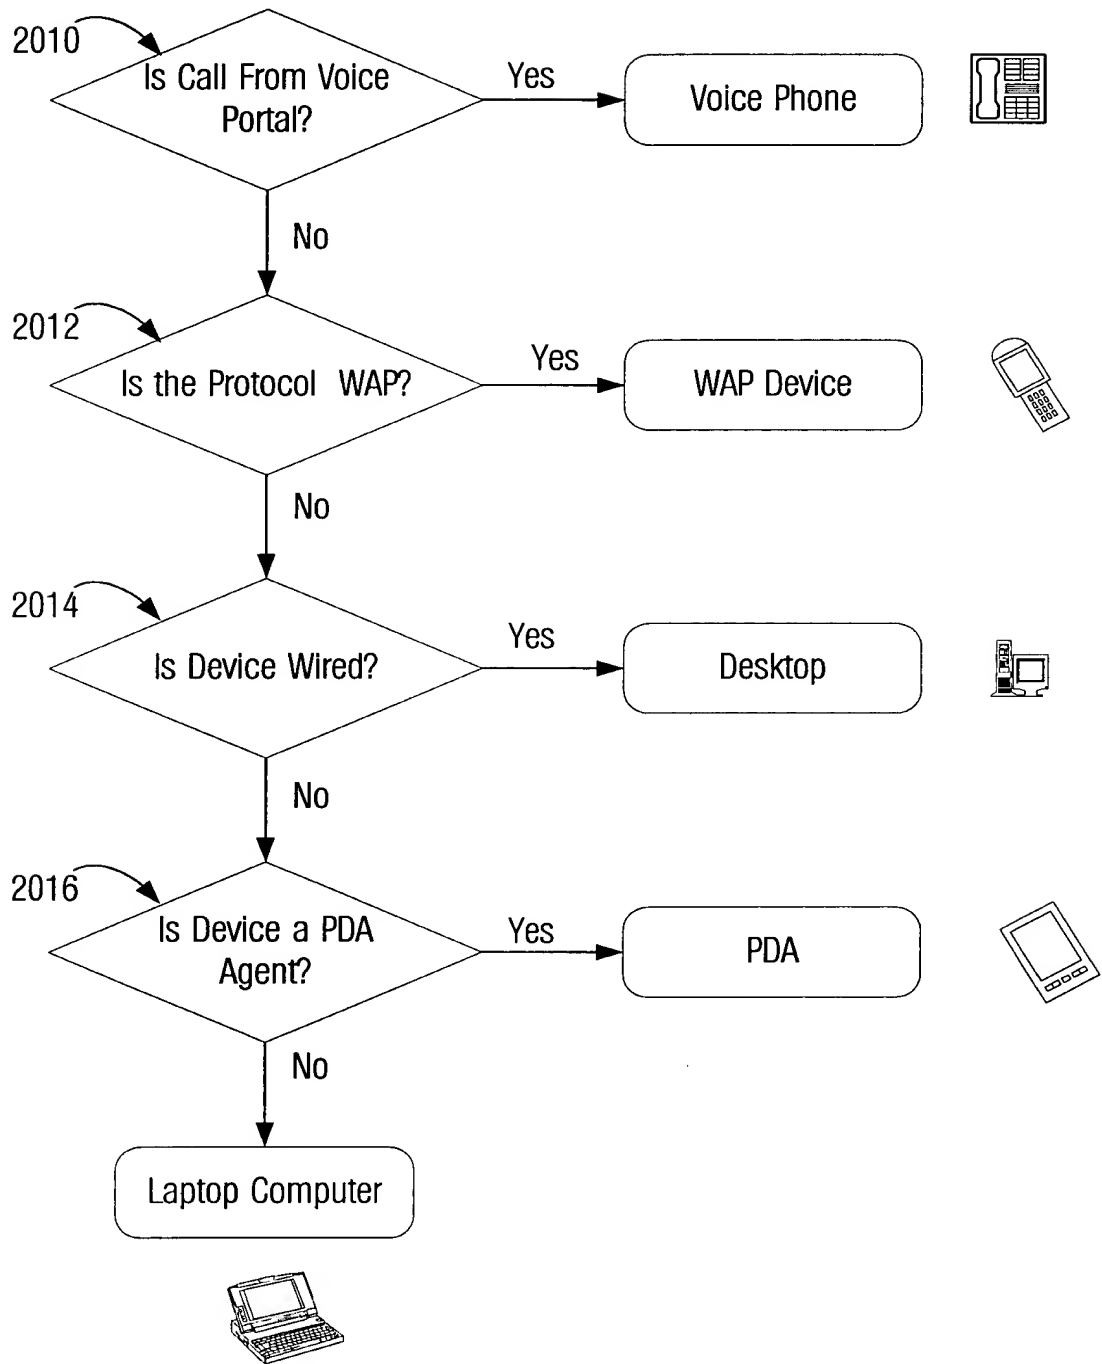 2010
Is Call From Voice
Portal?
Yes
Voice Phone
No
2012
Is the Protocol WAP?
Yes
WAP Device
No
2014
Is Device Wired?
Yes
Desktop
No
2016
Is Device a PDA
Agent?
Yes
PDA
No
Laptop Computer